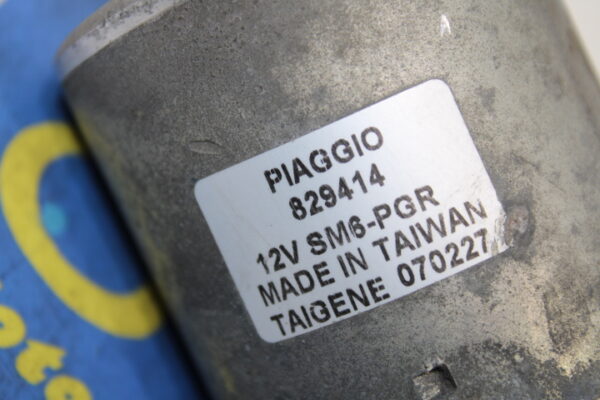 PIAGGIO
829414
12V SM6-PGR
MADE IN TAIWAN
TAIGENE 070227